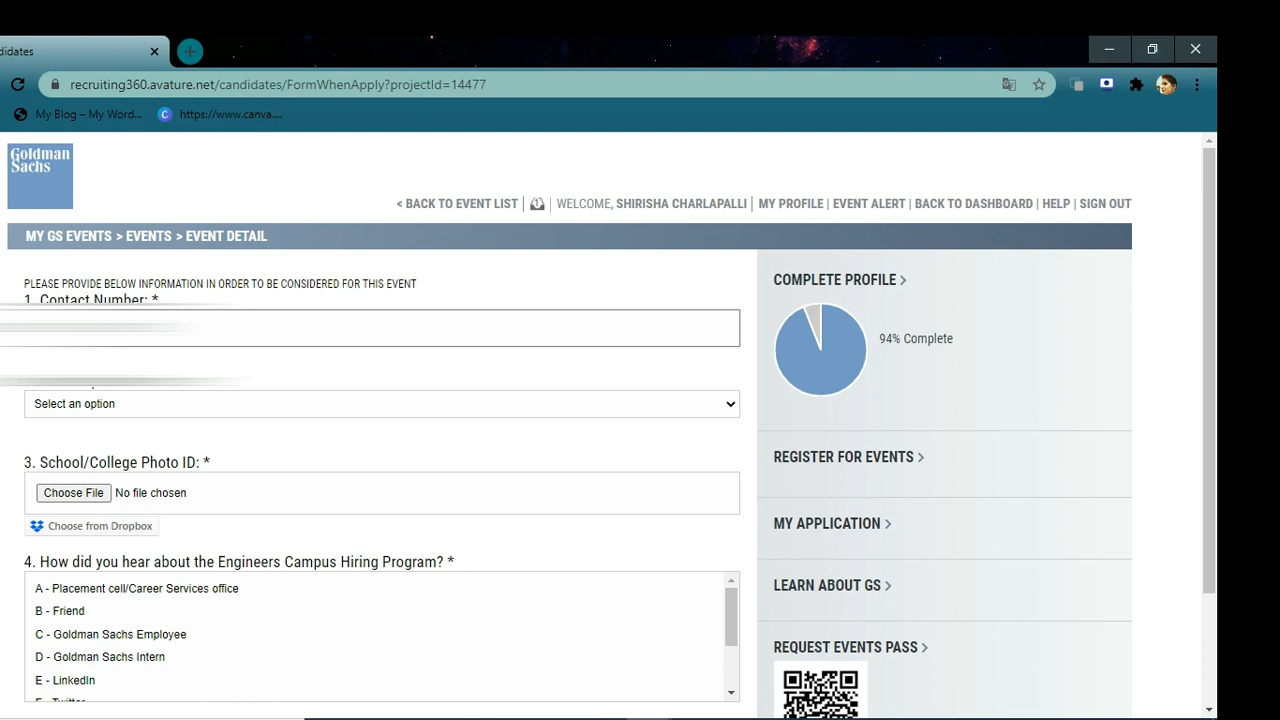 didates
recruiting360.avature.net/candidates/FormWhenApply?projectId=14477
My Blog – My Word... https://www.canva....
Goldman
Sachs
< BACK TO EVENT LIST | 1 | WELCOME, SHIRISHA CHARLAPALLI | MY PROFILE | EVENT ALERT | BACK TO DASHBOARD | HELP | SIGN OUT
MY GS EVENTS > EVENTS > EVENT DETAIL
PLEASE PROVIDE BELOW INFORMATION IN ORDER TO BE CONSIDERED FOR THIS EVENT
1. Contact Number: *
Select an option
3. School/College Photo ID: *
Choose File No file chosen
Choose from Dropbox
4. How did you hear about the Engineers Campus Hiring Program? *
A - Placement cell/Career Services office
B - Friend
C - Goldman Sachs Employee
D - Goldman Sachs Intern
E - LinkedIn
F - Twitter
COMPLETE PROFILE >
94% Complete
REGISTER FOR EVENTS >
MY APPLICATION >
LEARN ABOUT GS >
REQUEST EVENTS PASS >